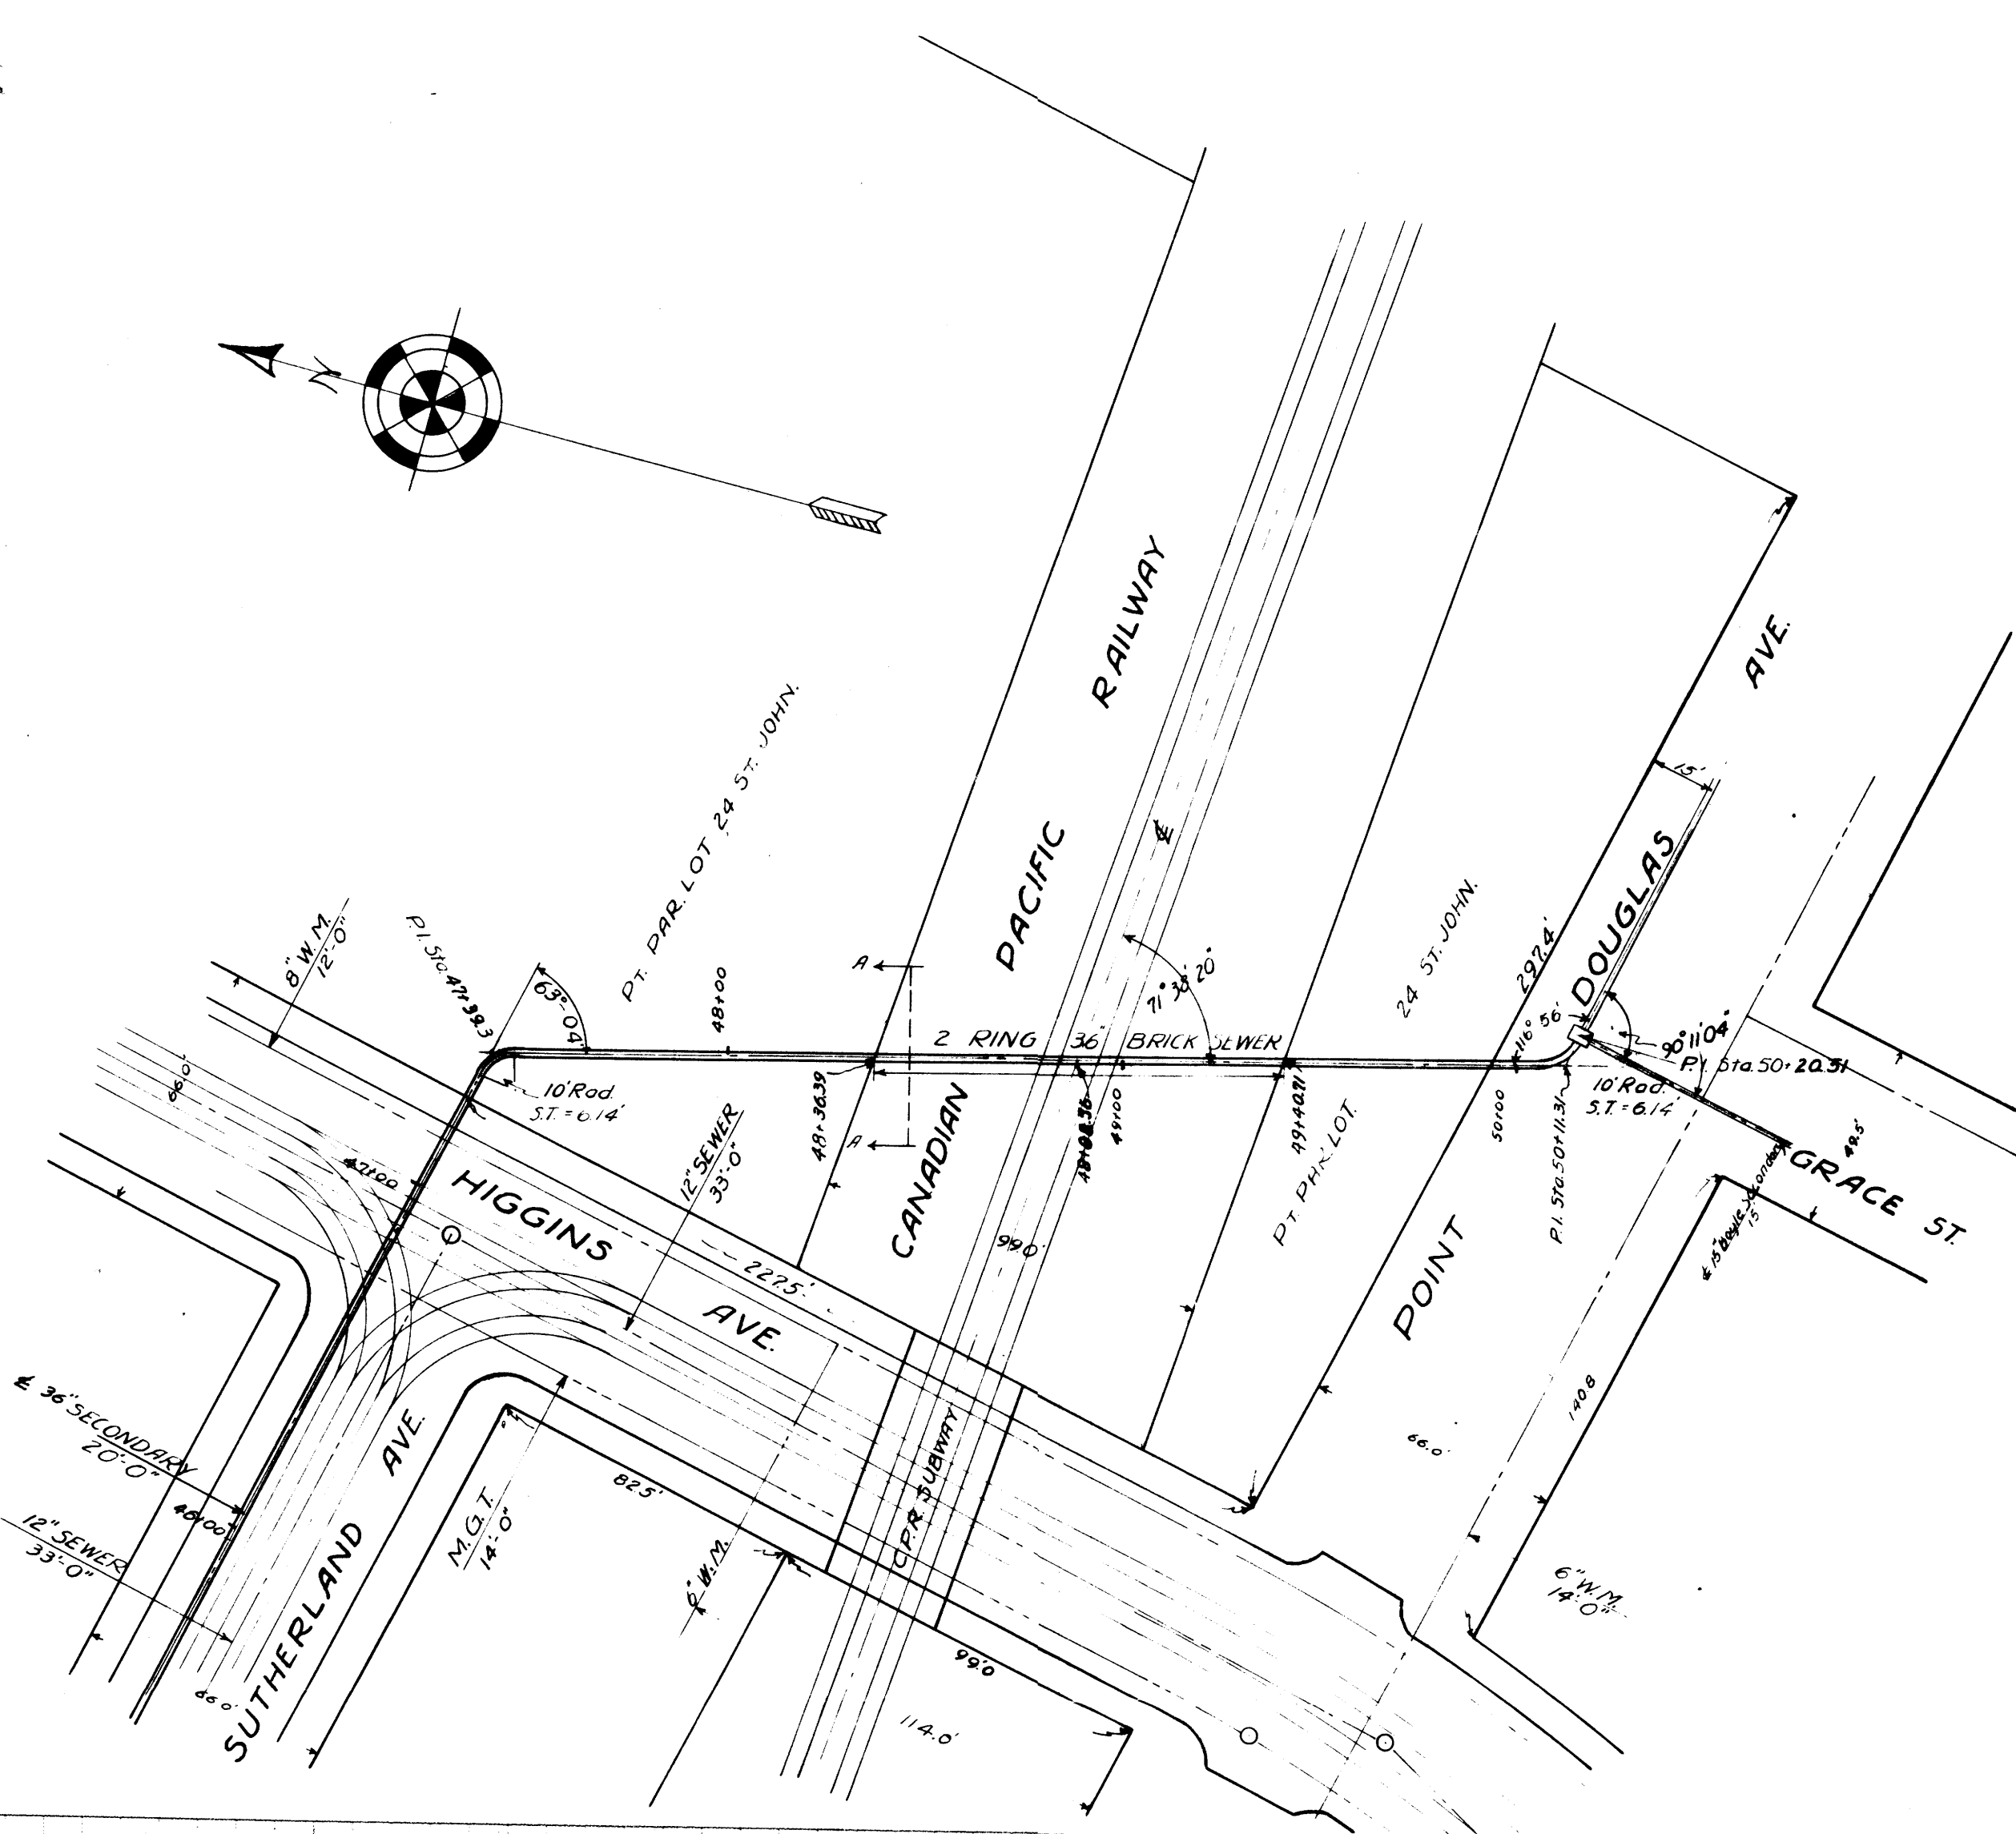 N
RAILWAY
PACIFIC
CANADIAN
℄
AVE.
DOUGLAS
POINT
15'
PT. PAR. LOT, 24 ST. JOHN.
24 ST. JOHN.
PT. PAR. LOT.
297.4'
8" W. M.
12'-0"
P.I. Sta. 47+39.3
63°-04'
48+00
A
A
71° 38' 20"
2 RING 36" BRICK SEWER
116° 56'
90°11'04"
P.I. Sta. 50+20.51
10' Rad.
S.T. = 6.14'
10' Rad.
S.T. = 6.14'
48+36.39
49+00
49+40.71
50+00
P.I. Sta. 50+11.31
49.5'
GRACE ST.
15
66.0'
47+00
HIGGINS
AVE.
12" SEWER
33'-0"
227.5'
99.0'
140.8
66.0'
℄ 36" SECONDARY
20'-0"
46+00
12" SEWER
33'-0"
66.0'
SUTHERLAND
AVE.
M. G. T.
14'-0"
82.5'
6" W. M.
C.P.R. SUBWAY
99.0
114.0'
6" W. M.
14'-0"